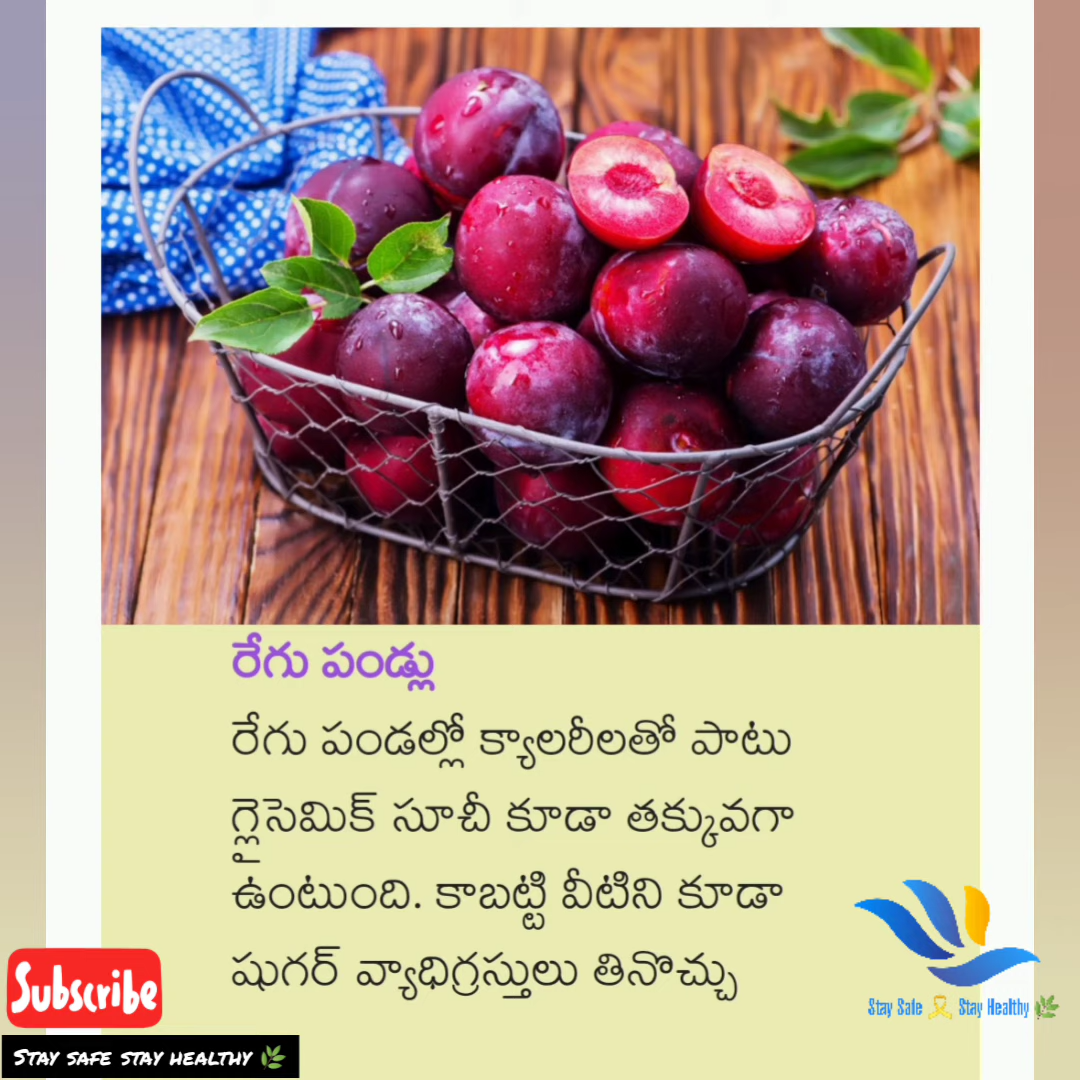 రేగు పండ్లు
రేగు పండల్లో క్యాలరీలతో పాటు
గ్లైసెమిక్ సూచీ కూడా తక్కువగా
ఉంటుంది. కాబట్టి వీటిని కూడా
షుగర్ వ్యాధిగ్రస్తులు తినొచ్చు
Subscribe
Stay Safe 🎗️ Stay Healthy 🌿
STAY SAFE STAY HEALTHY 🌿